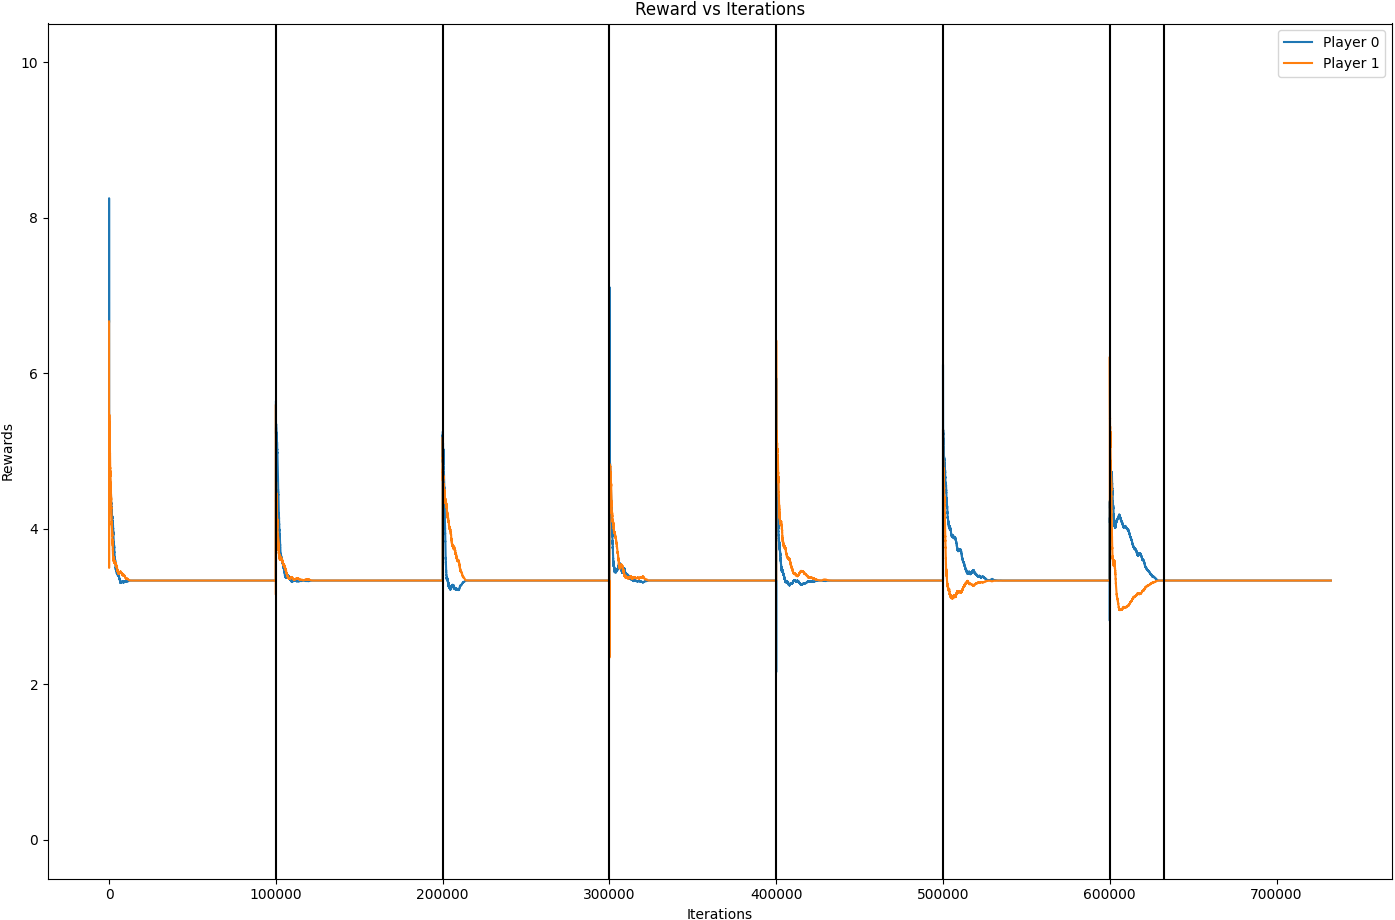 Reward vs Iterations
Player 0
Player 1
10
8
6
4
2
0
Rewards
0 100000 200000 300000 400000 500000 600000 700000
Iterations